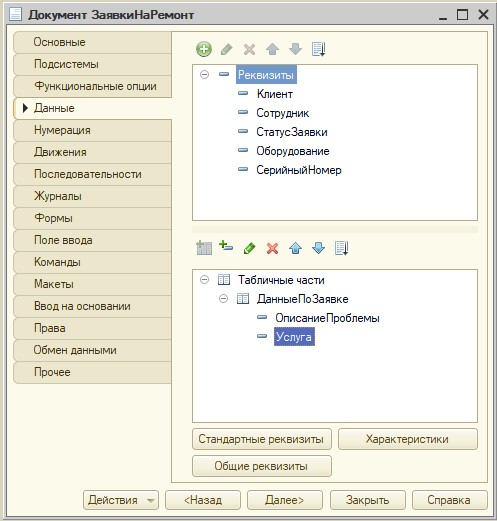 Документ ЗаявкиНаРемонт
Основные
Подсистемы
Функциональные опции
Данные
Нумерация
Движения
Последовательности
Журналы
Формы
Поле ввода
Команды
Макеты
Ввод на основании
Права
Обмен данными
Прочее
Реквизиты
Клиент
Сотрудник
СтатусЗаявки
Оборудование
СерийныйНомер
Табличные части
ДанныеПоЗаявке
ОписаниеПроблемы
Услуга
Стандартные реквизиты Характеристики
Общие реквизиты
Действия <Назад Далее> Закрыть Справка